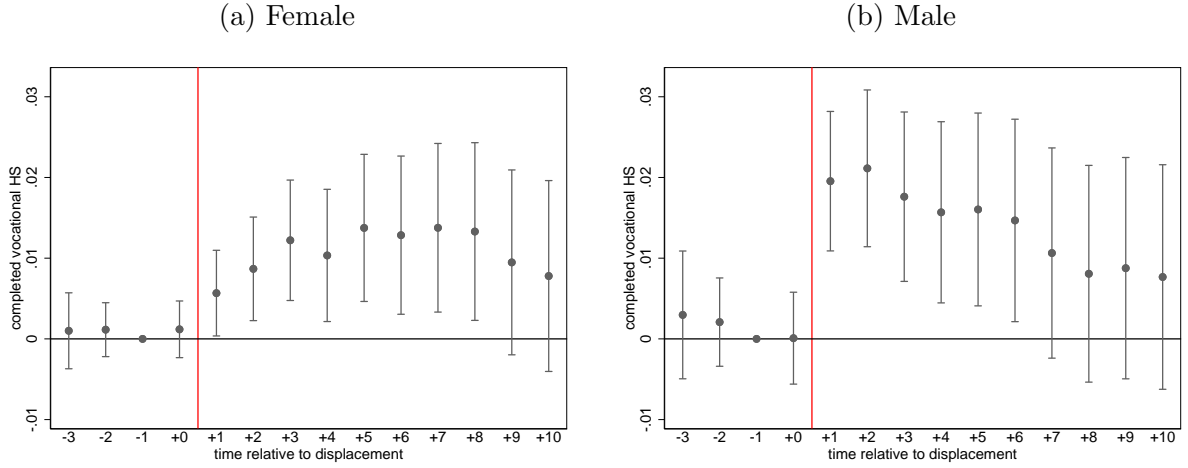 (a) Female
(b) Male
completed vocational HS
.03
.02
.01
0
-.01
-3 -2 -1 +0 +1 +2 +3 +4 +5 +6 +7 +8 +9 +10
time relative to displacement
completed vocational HS
.03
.02
.01
0
-.01
-3 -2 -1 +0 +1 +2 +3 +4 +5 +6 +7 +8 +9 +10
time relative to displacement